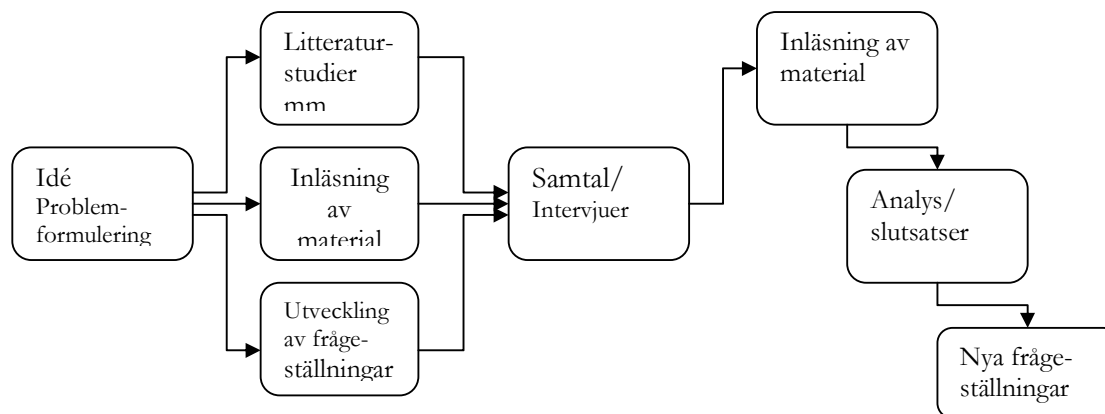 Idé
Problem-
formulering
Litteratur-
studier
mm
Inläsning
av
material
Utveckling
av fråge-
ställningar
Samtal/
Intervjuer
Inläsning av
material
Analys/
slutsatser
Nya fråge-
ställningar